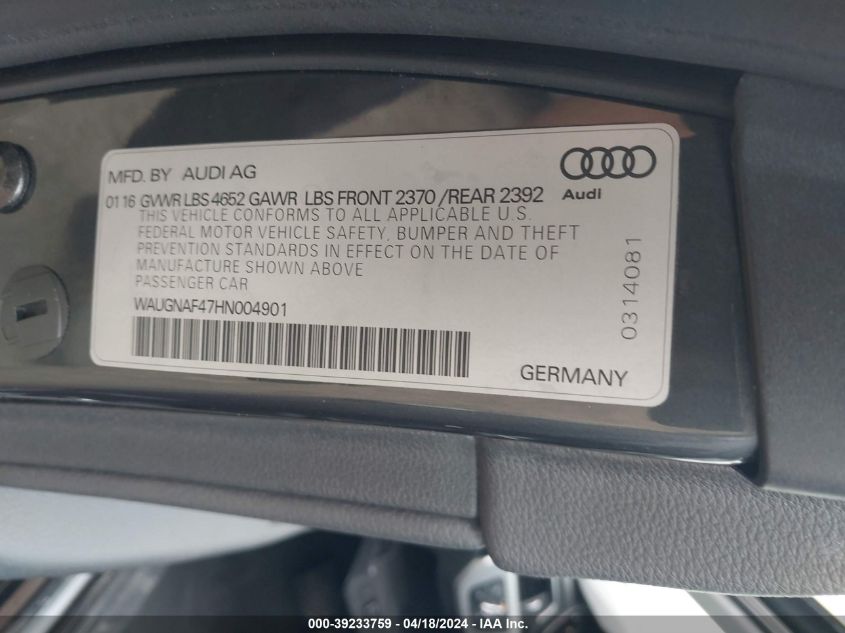 MFD. BY AUDI AG
Audi
01 16 GVWR LBS 4652 GAWR LBS FRONT 2370 /REAR 2392
THIS VEHICLE CONFORMS TO ALL APPLICABLE U.S.
FEDERAL MOTOR VEHICLE SAFETY, BUMPER AND THEFT
PREVENTION STANDARDS IN EFFECT ON THE DATE OF
MANUFACTURE SHOWN ABOVE
PASSENGER CAR
WAUGNAF47HN004901
0314081
GERMANY
000-39233759 - 04/18/2024 - IAA Inc.